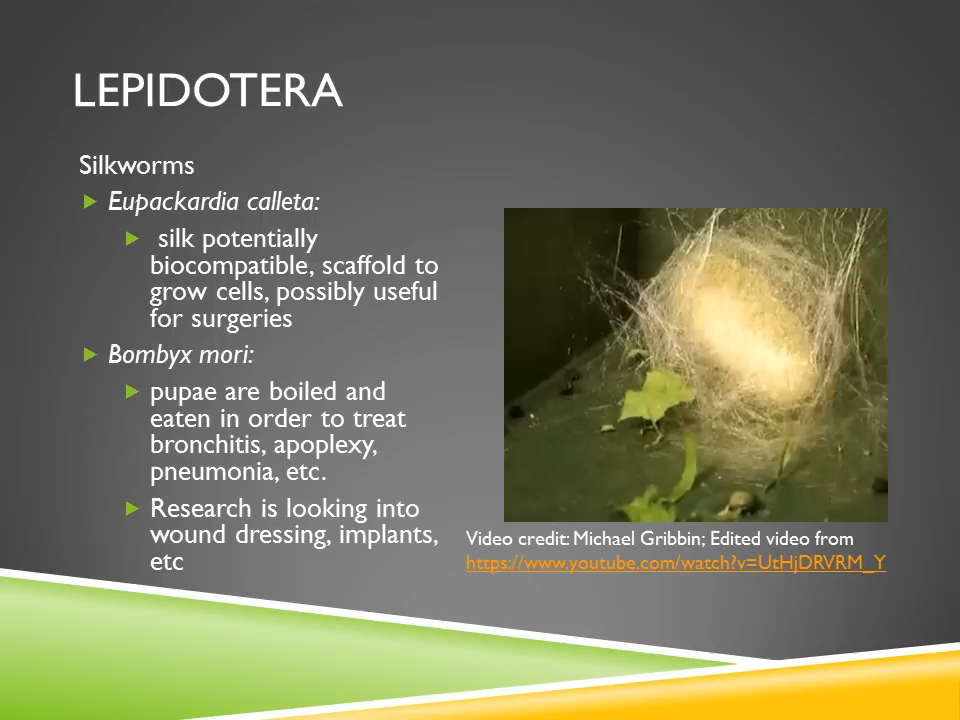 LEPIDOTERA
Silkworms
Eupackardia calleta:
silk potentially
biocompatible, scaffold to
grow cells, possibly useful
for surgeries
Bombyx mori:
pupae are boiled and
eaten in order to treat
bronchitis, apoplexy,
pneumonia, etc.
Research is looking into
wound dressing, implants,
etc
Video credit: Michael Gribbin; Edited video from
https://www.youtube.com/watch?v=UtHjDRVRM_Y